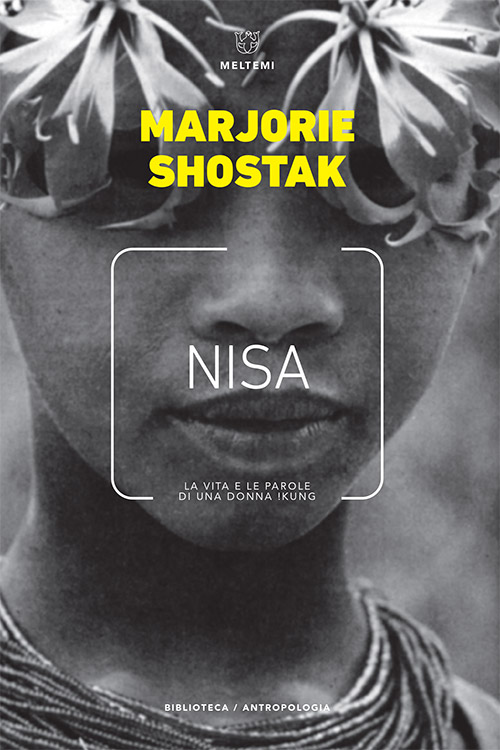 MELTEMI
MARJORIE
SHOSTAK
NISA
LA VITA E LE PAROLE
DI UNA DONNA !KUNG
BIBLIOTECA / ANTROPOLOGIA